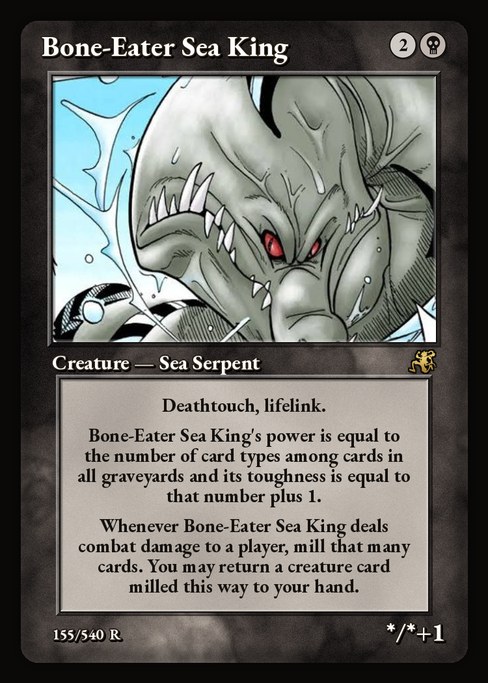 Bone-Eater Sea King 2
Creature — Sea Serpent
Deathtouch, lifelink.
Bone-Eater Sea King's power is equal to
the number of card types among cards in
all graveyards and its toughness is equal to
that number plus 1.
Whenever Bone-Eater Sea King deals
combat damage to a player, mill that many
cards. You may return a creature card
milled this way to your hand.
155/540 R */*+1